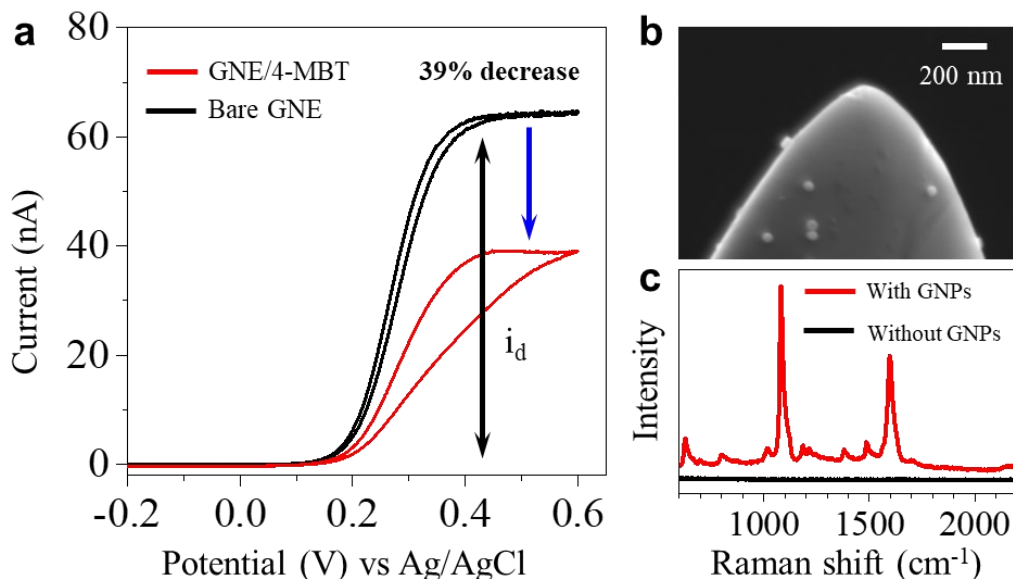 a
80
60
40
20
0
Current (nA)
GNE/4-MBT
Bare GNE
39% decrease
i_d
-0.2 0.0 0.2 0.4 0.6
Potential (V) vs Ag/AgCl
b
200 nm
c
With GNPs
Without GNPs
Intensity
1000 1500 2000
Raman shift (cm⁻¹)